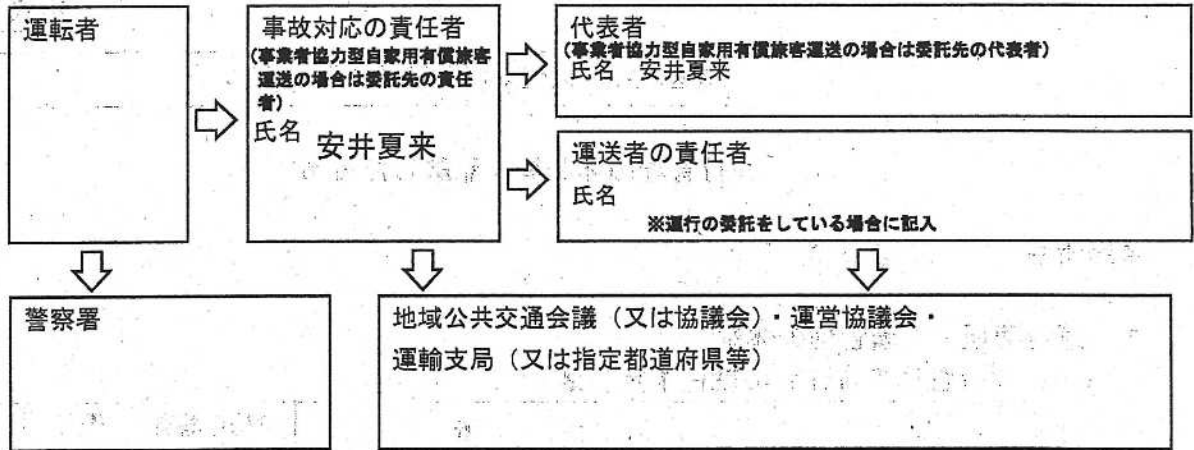 運転者
事故対応の責任者
(事業者協力型自家用有償旅客
運送の場合は委託先の責任
者)
氏名 安井夏来
代表者
(事業者協力型自家用有償旅客運送の場合は委託先の代表者)
氏名 安井夏来
運送者の責任者
氏名
※運行の委託をしている場合に記入
警察署
地域公共交通会議(又は協議会)・運営協議会・
運輸支局(又は指定都道府県等)